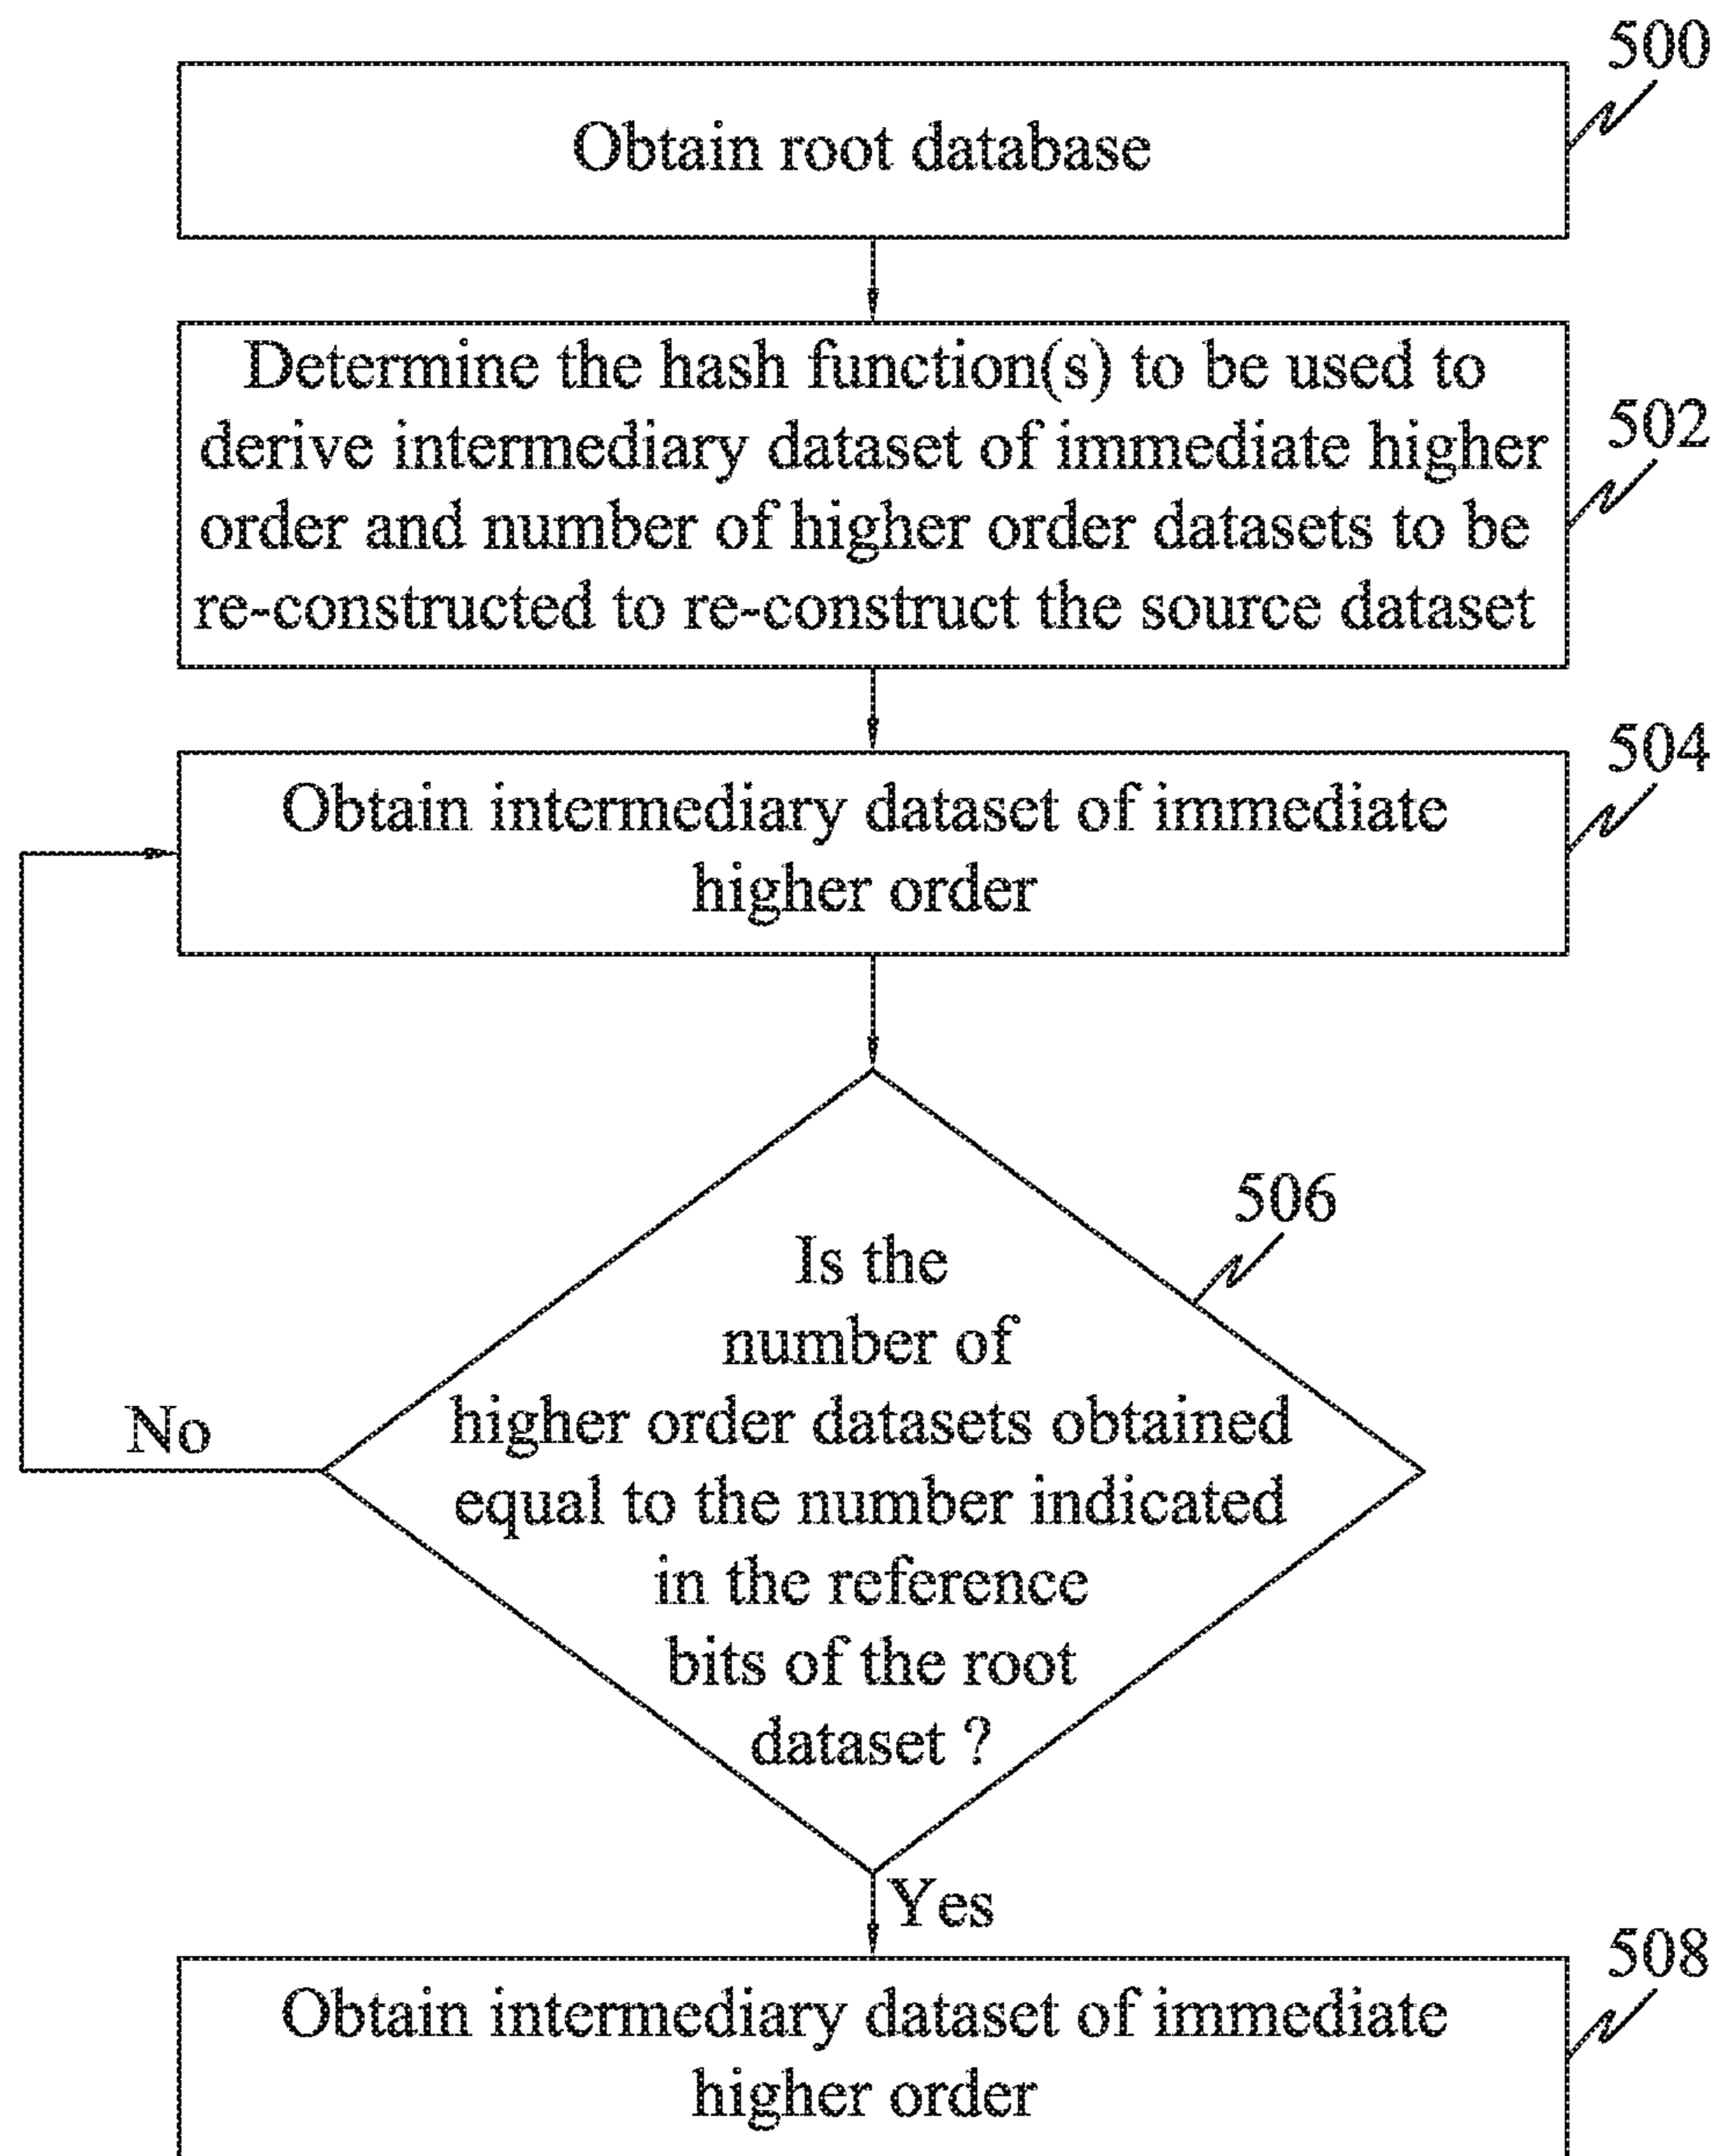 500
Obtain root database
Determine the hash function(s) to be used to
derive intermediary dataset of immediate higher
order and number of higher order datasets to be
re-constructed to re-construct the source dataset
502
504
Obtain intermediary dataset of immediate
higher order
506
Is the
number of
higher order datasets obtained
equal to the number indicated
in the reference
bits of the root
dataset ?
No
Yes
508
Obtain intermediary dataset of immediate
higher order